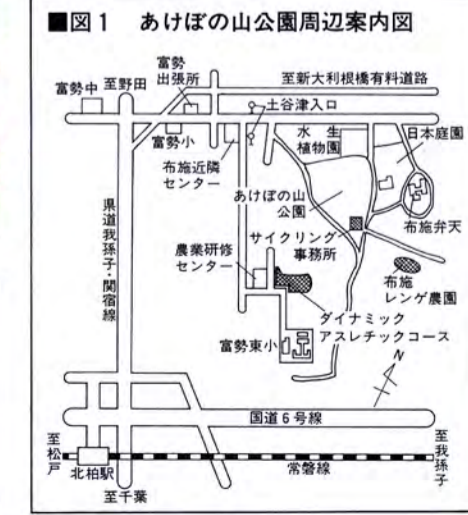 ■図1 あけぼの山公園周辺案内図
富勢中
至野田
富勢
出張所
至新大利根橋有料道路
土谷津入口
富勢小
布施近隣
センター
水生
植物園
日本庭園
あけぼの山
公園
布施弁天
サイクリング
事務所
県道我孫子・関宿線
農業研修
センター
布施
レンゲ農園
ダイナミック
アスレチックコース
富勢東小
N
国道6号線
至松戸
北柏駅
常磐線
至我孫子
至千葉